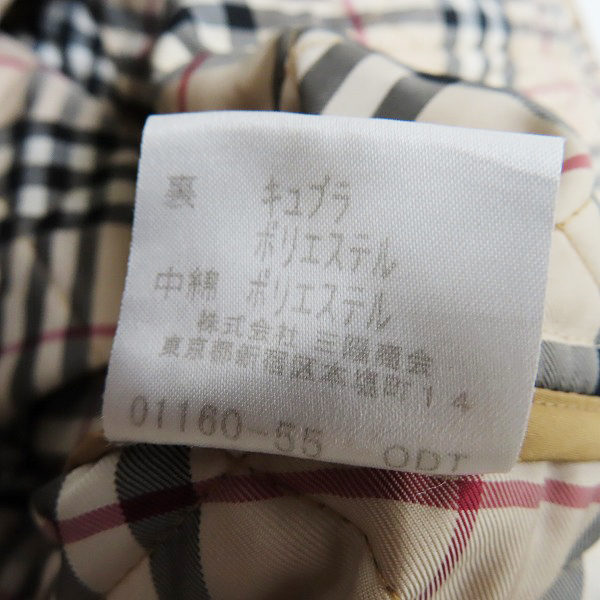 裏 キュプラ
ポリエステル
中綿 ポリエステル
株式会社 三陽商会
東京都新宿区本塩町14
01160-55 ODT